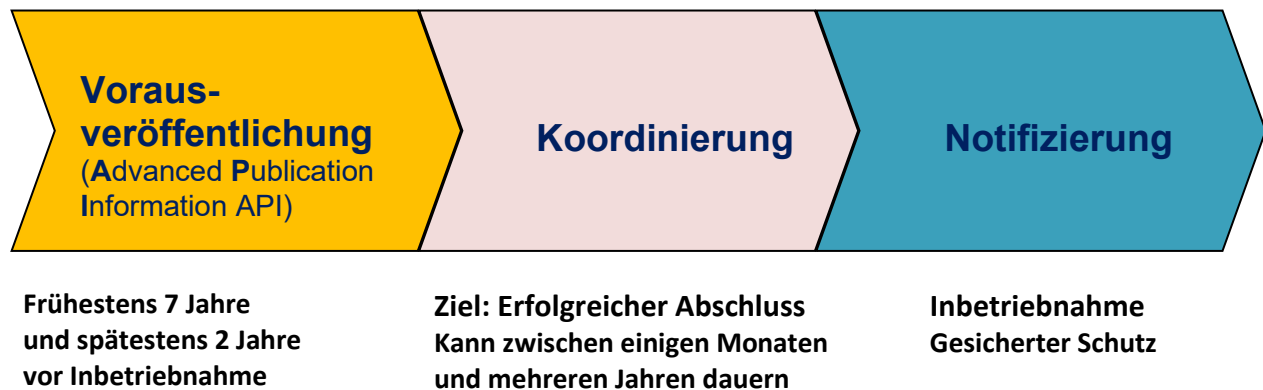 Voraus-
veröffentlichung
(Advanced Publication
Information API)
Koordinierung
Notifizierung
Frühestens 7 Jahre
und spätestens 2 Jahre
vor Inbetriebnahme
Ziel: Erfolgreicher Abschluss
Kann zwischen einigen Monaten
und mehreren Jahren dauern
Inbetriebnahme
Gesicherter Schutz